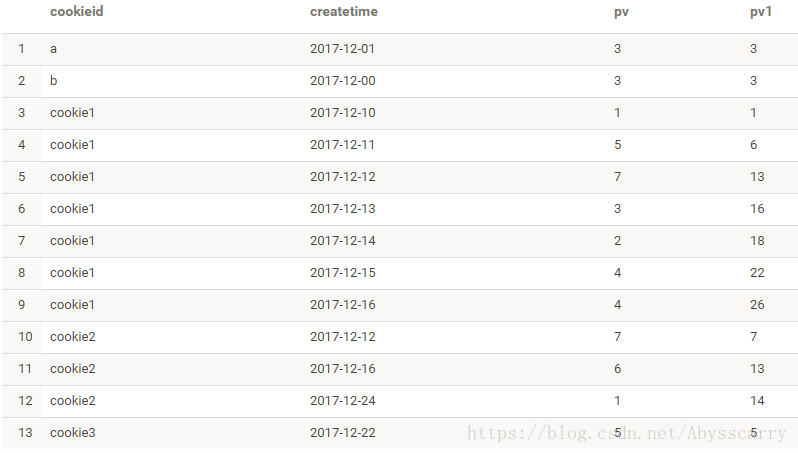 cookieid createtime pv pv1
1 a 2017-12-01 3 3
2 b 2017-12-00 3 3
3 cookie1 2017-12-10 1 1
4 cookie1 2017-12-11 5 6
5 cookie1 2017-12-12 7 13
6 cookie1 2017-12-13 3 16
7 cookie1 2017-12-14 2 18
8 cookie1 2017-12-15 4 22
9 cookie1 2017-12-16 4 26
10 cookie2 2017-12-12 7 7
11 cookie2 2017-12-16 6 13
12 cookie2 2017-12-24 1 14
13 cookie3 2017-12-22 5 5
https://blog.csdn.net/Abysscarry